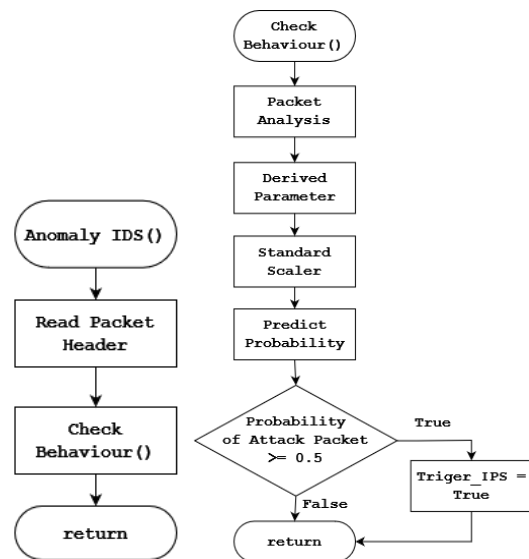 Anomaly IDS()
Read Packet
Header
Check
Behaviour()
return
Check
Behaviour()
Packet
Analysis
Derived
Parameter
Standard
Scaler
Predict
Probability
Probability
of Attack Packet
>= 0.5
True
Triger_IPS =
True
False
return